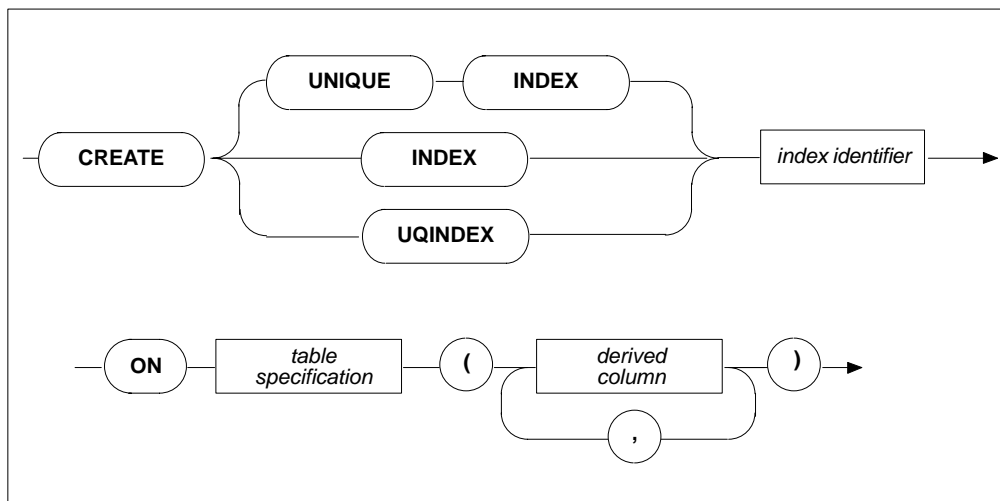 UNIQUE INDEX
CREATE INDEX index identifier
UQINDEX
ON table specification ( derived column )
,